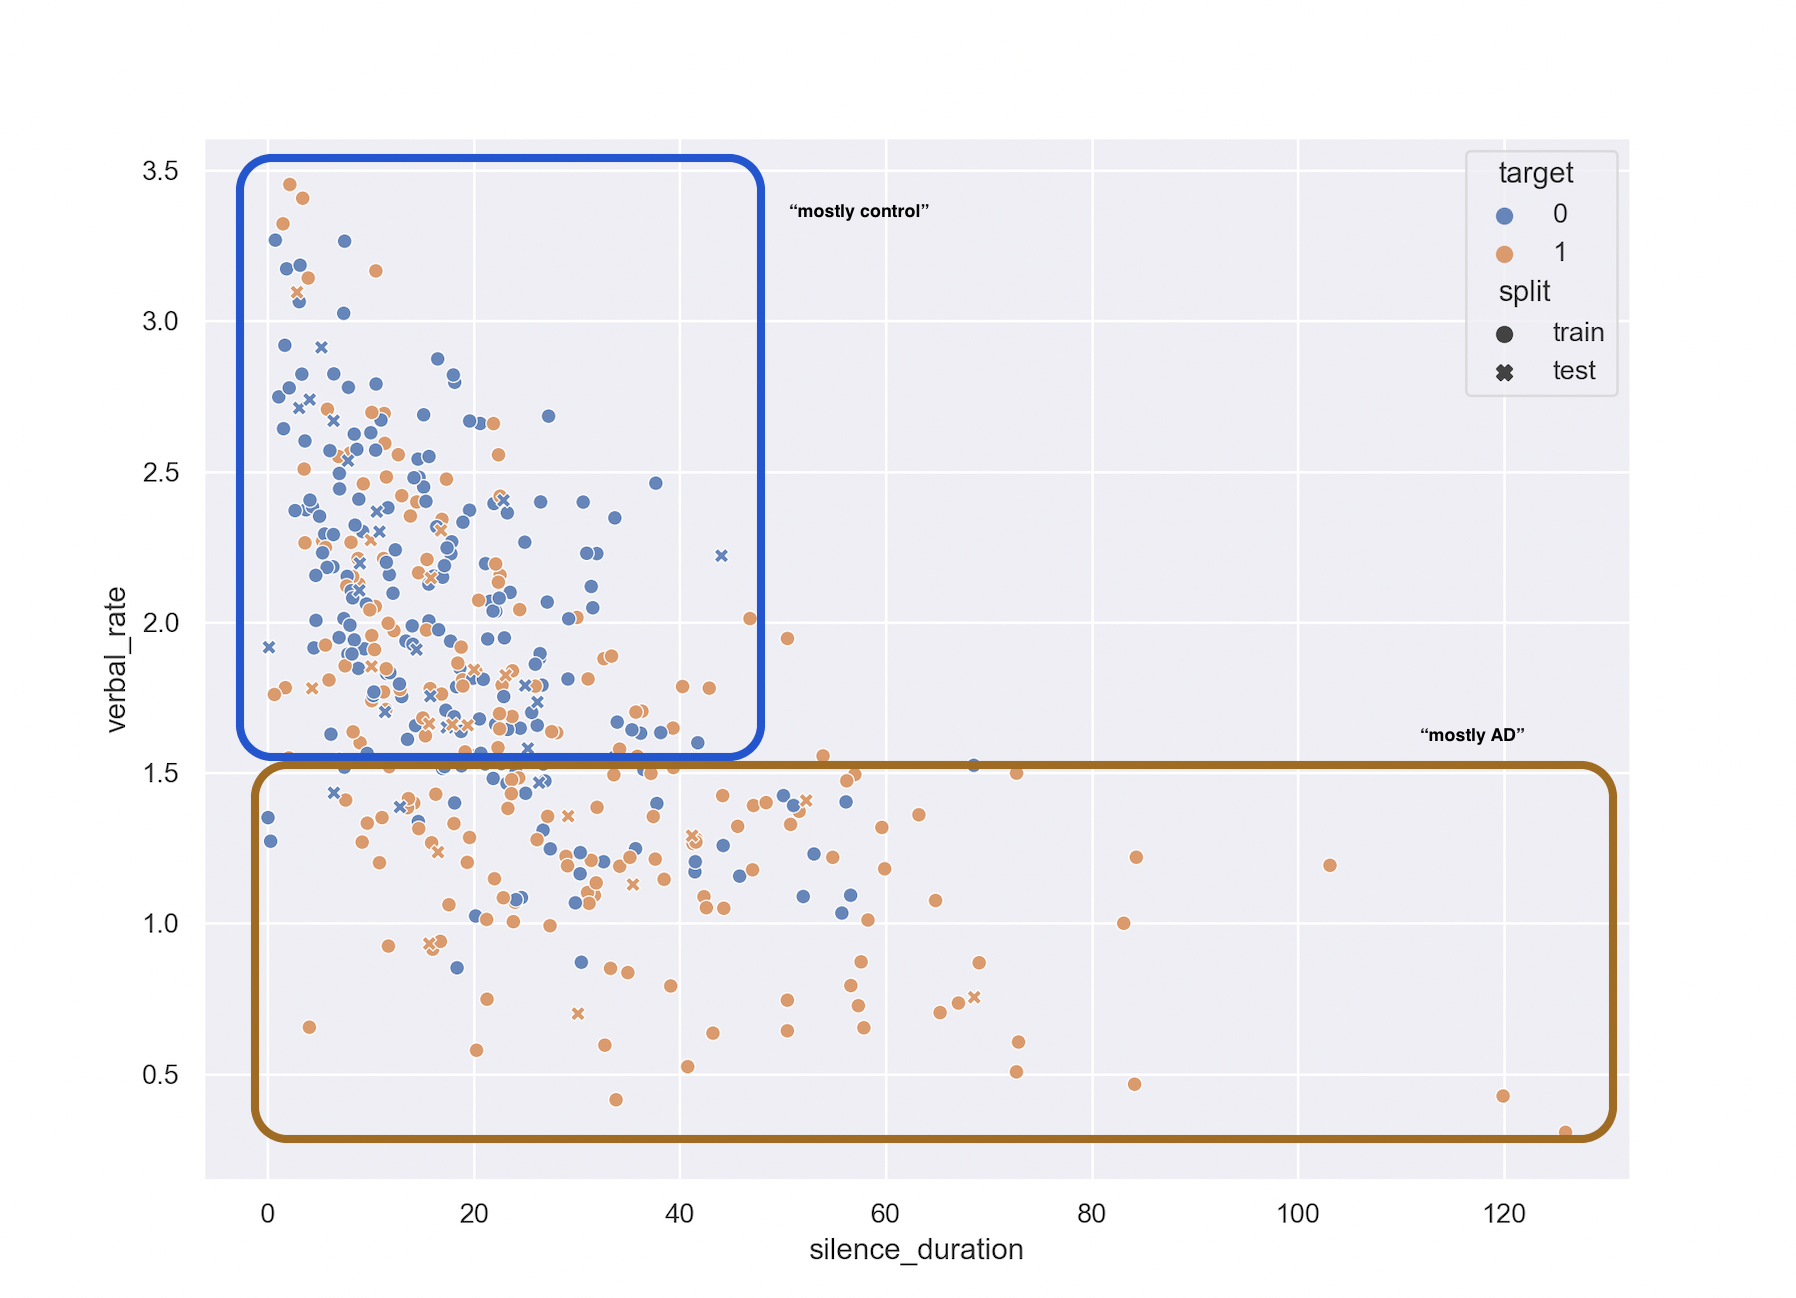 3.5
3.0
2.5
2.0
1.5
1.0
0.5
verbal_rate
“mostly control”
target
0
1
split
train
test
“mostly AD”
0 20 40 60 80 100 120
silence_duration